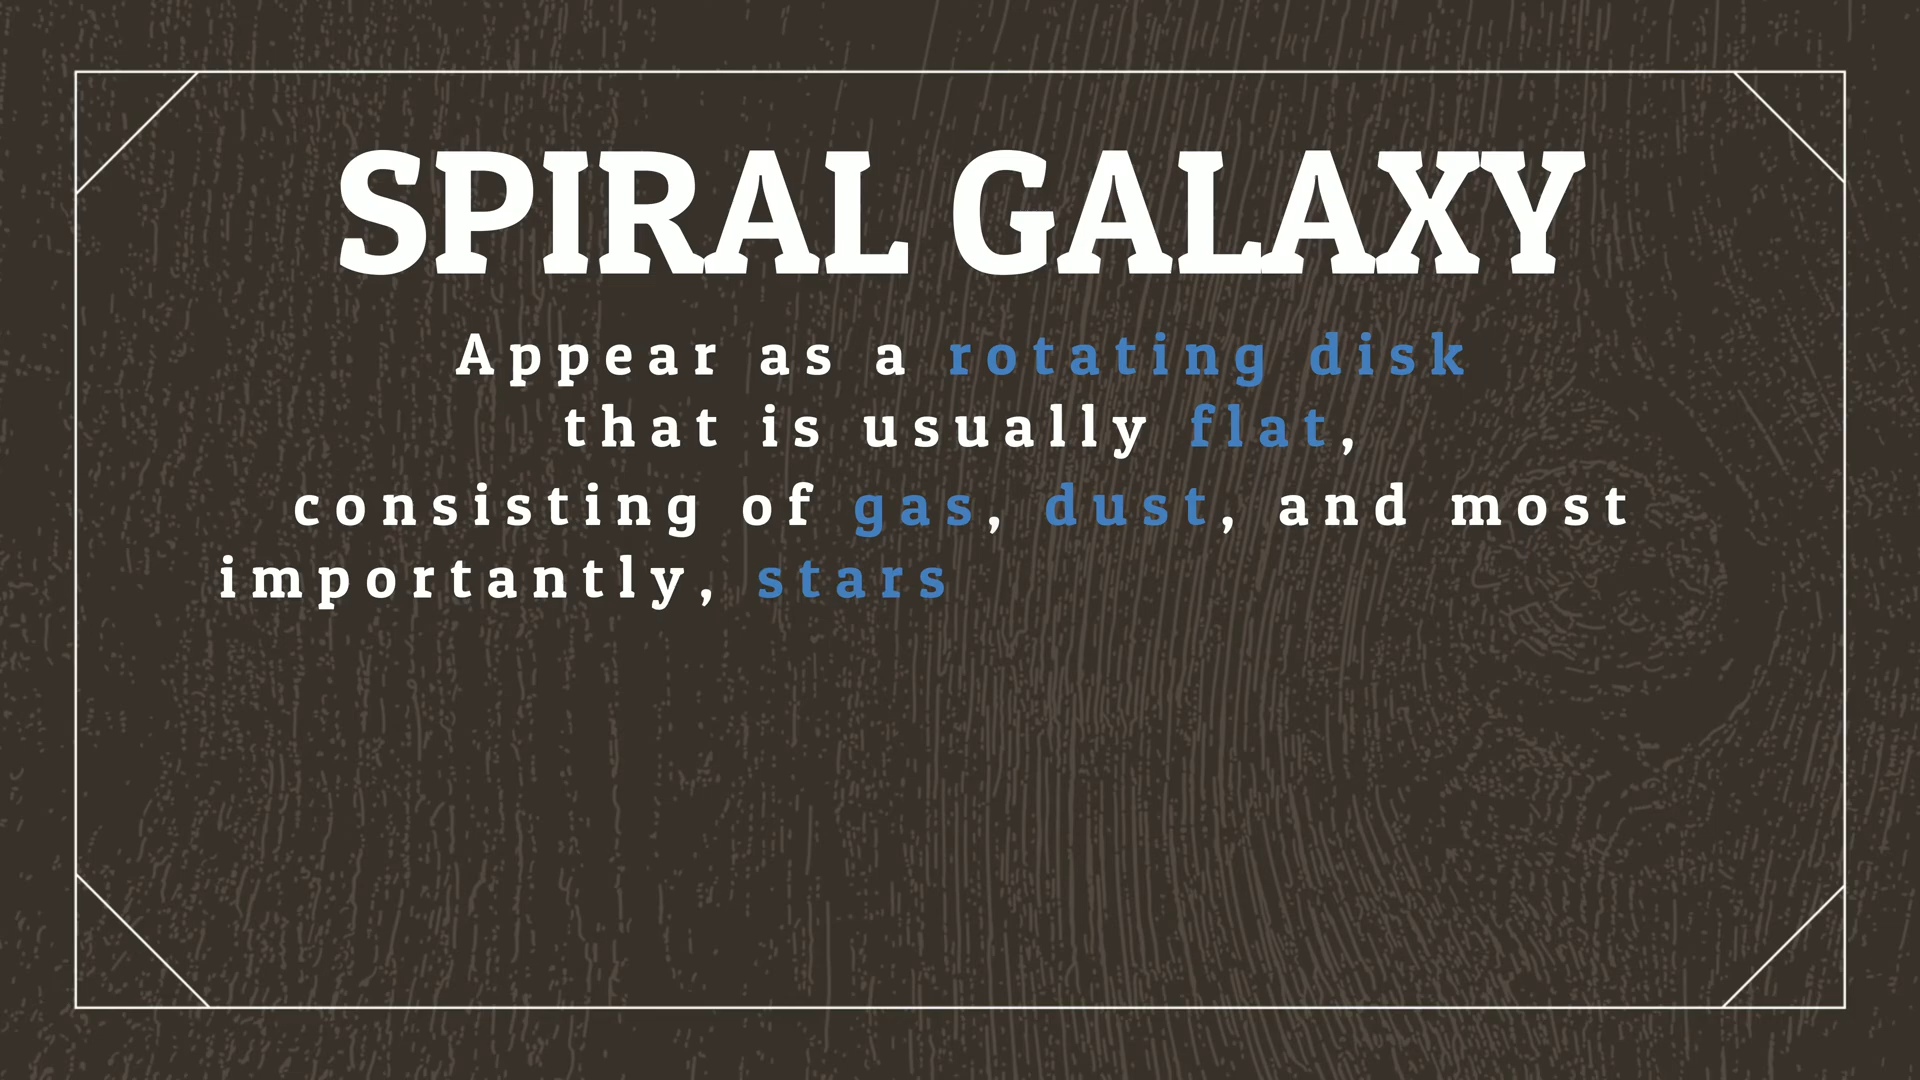 SPIRAL GALAXY
Appear as a rotating disk
that is usually flat,
consisting of gas, dust, and most
importantly, stars